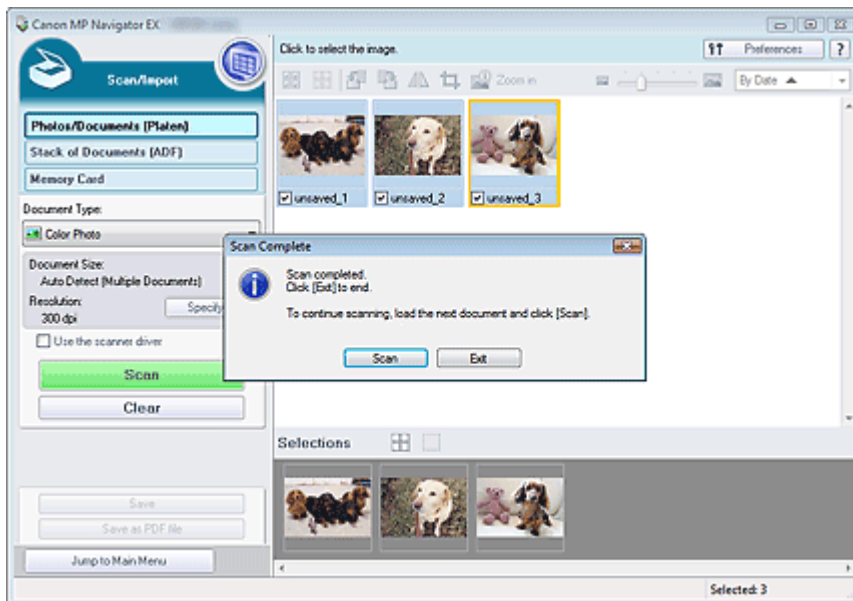 Canon MP Navigator EX
Scan/Import
Photos/Documents (Platen)
Stack of Documents (ADF)
Memory Card
Document Type:
Color Photo
Document Size:
Auto Detect (Multiple Documents)
Resolution:
300 dpi
Specify
Use the scanner driver
Scan
Clear
Save
Save as PDF file
Jump to Main Menu
Click to select the image.
Preferences
?
Zoom in
By Date
unsaved_1
unsaved_2
unsaved_3
Scan Complete
Scan completed.
Click [Exit] to end.
To continue scanning, load the next document and click [Scan].
Scan
Exit
Selections
Selected: 3